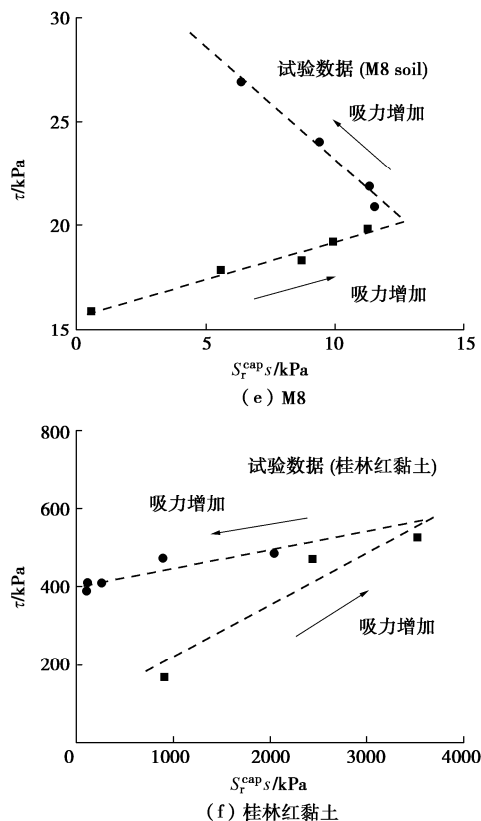 30
试验数据 (M8 soil)
吸力增加
25
τ/kPa
20
吸力增加
15
0 5 10 15
S_r^cap s/kPa
(e) M8
800
试验数据 (桂林红黏土)
吸力增加
600
τ/kPa
400
吸力增加
200
0 1000 2000 3000 4000
S_r^cap s/kPa
(f) 桂林红黏土